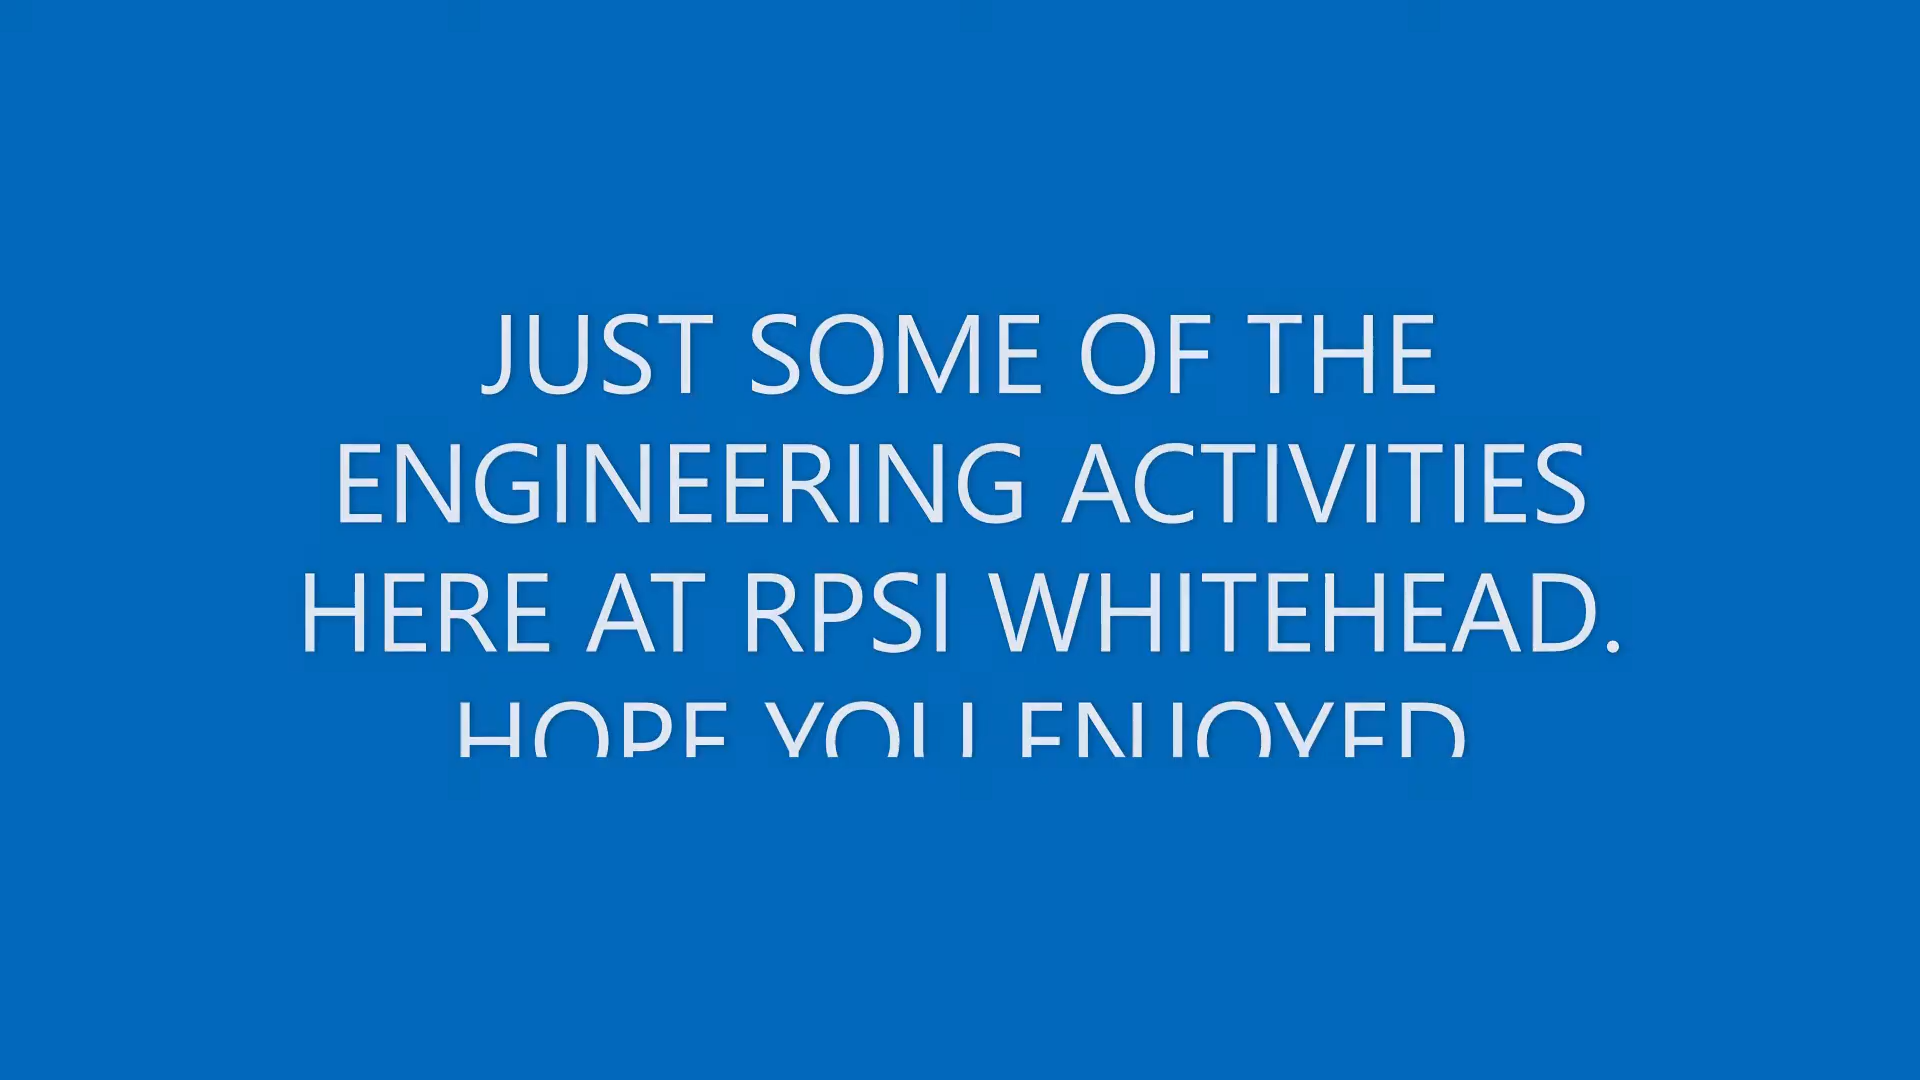 JUST SOME OF THE
ENGINEERING ACTIVITIES
HERE AT RPSI WHITEHEAD.
HOPE YOU ENJOYED